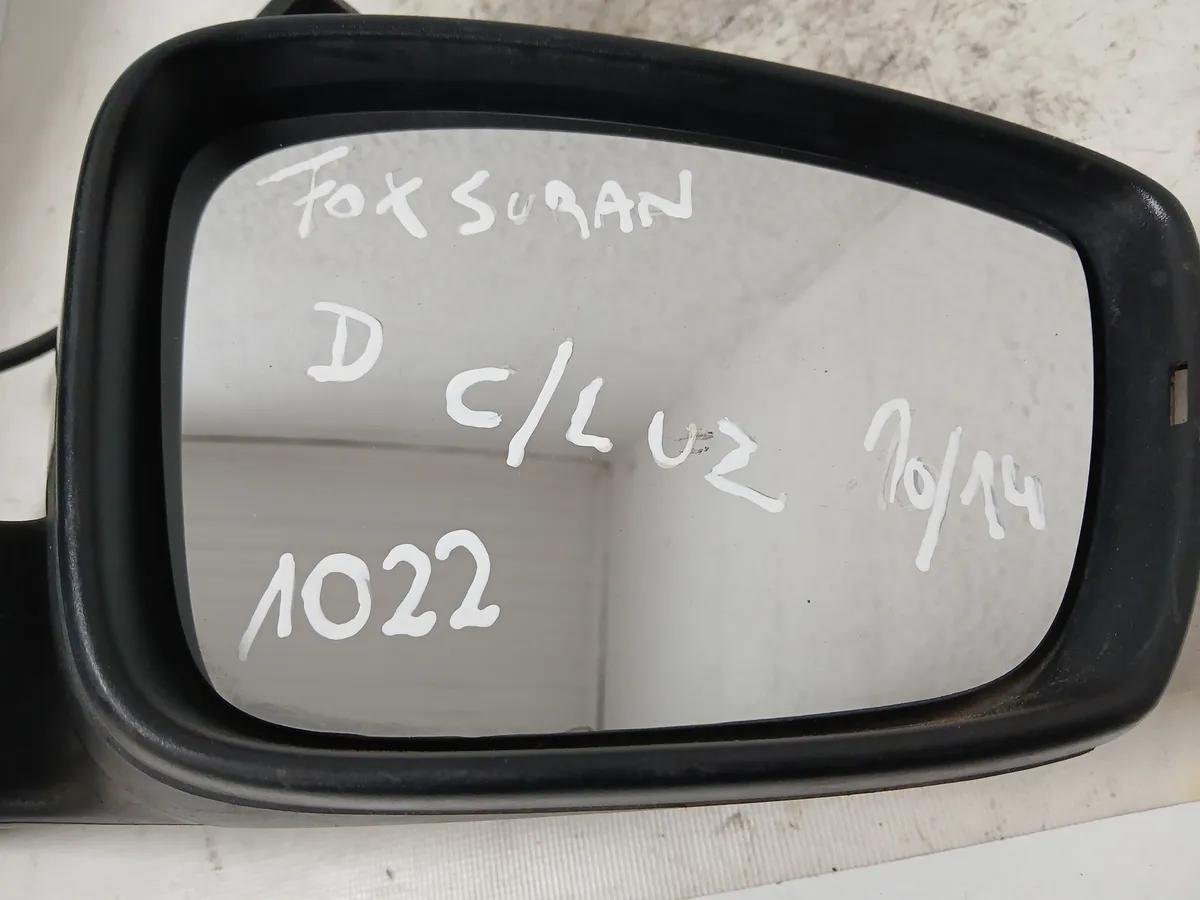 FOX SURAN
D
C/LUZ
10/14
1022